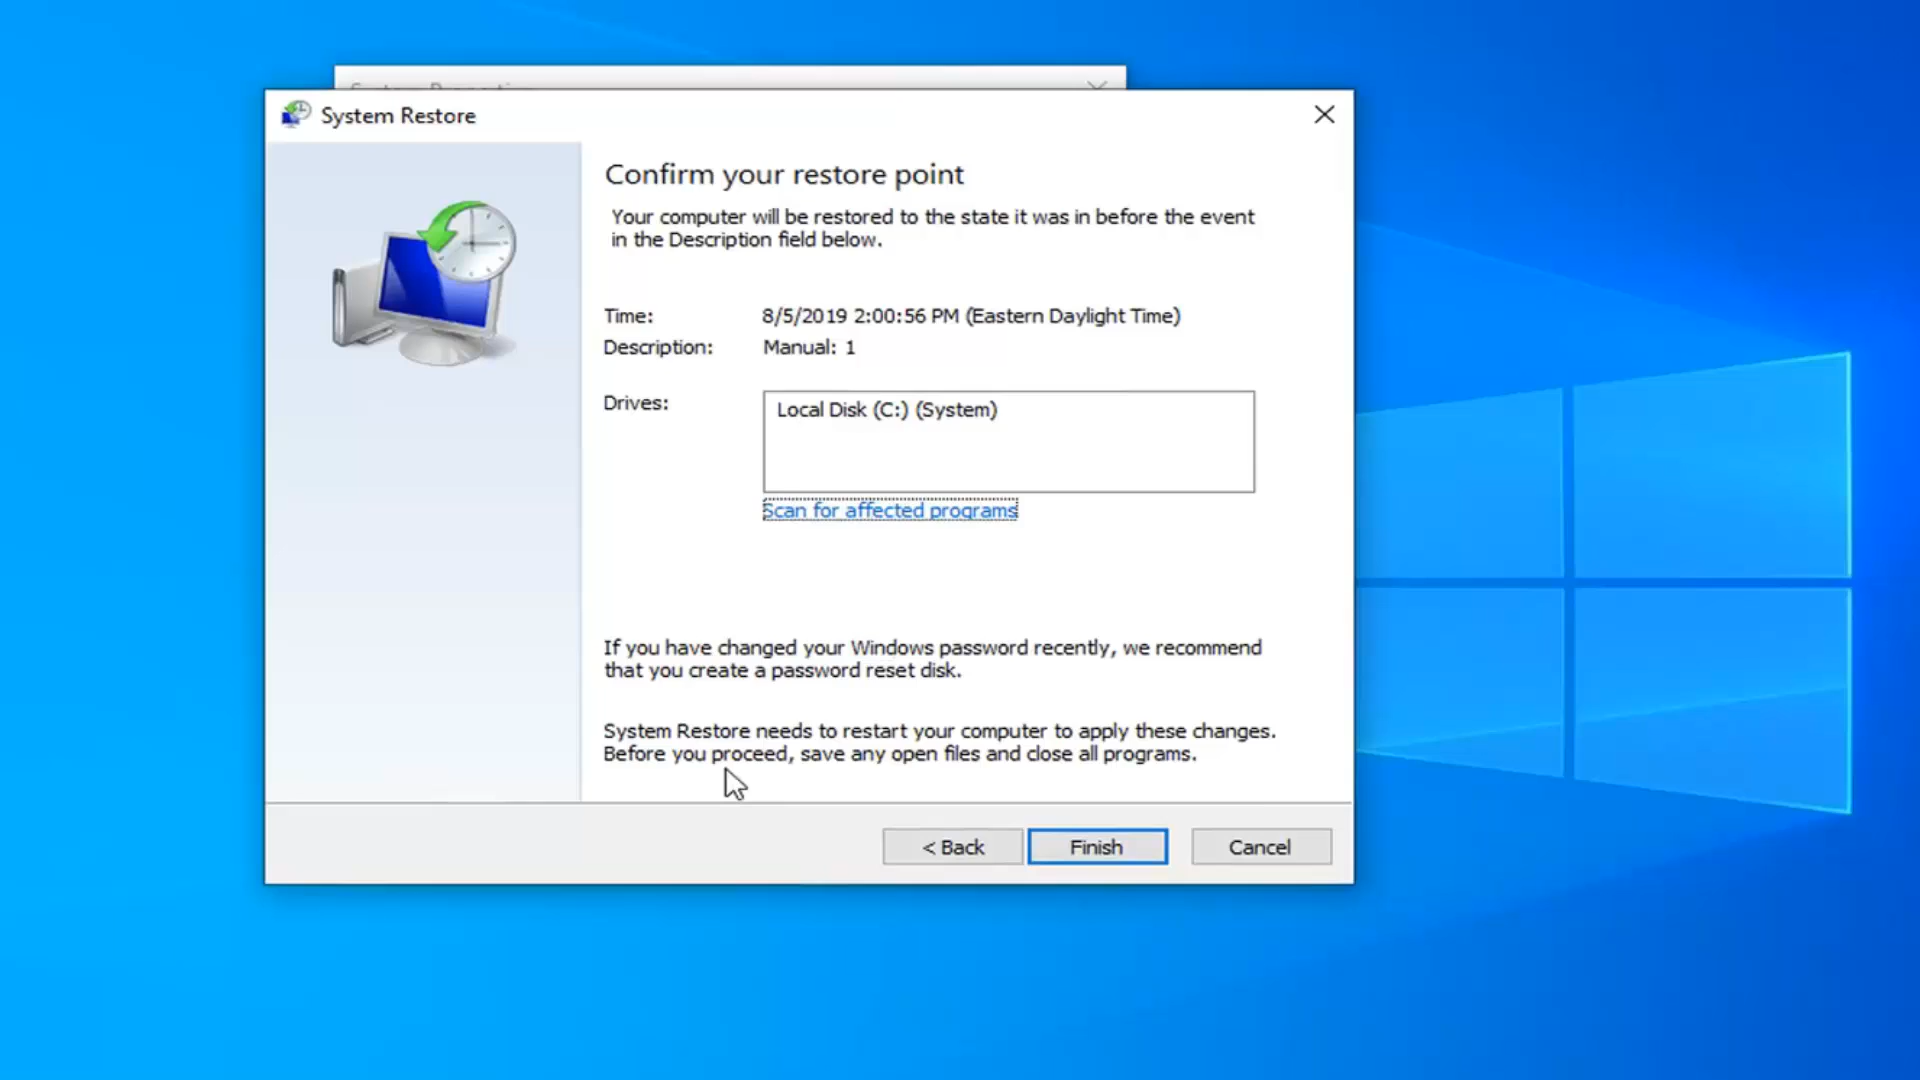 System Restore
Confirm your restore point
Your computer will be restored to the state it was in before the event
in the Description field below.
Time: 8/5/2019 2:00:56 PM (Eastern Daylight Time)
Description: Manual: 1
Drives: Local Disk (C:) (System)
Scan for affected programs
If you have changed your Windows password recently, we recommend
that you create a password reset disk.
System Restore needs to restart your computer to apply these changes.
Before you proceed, save any open files and close all programs.
< Back Finish Cancel